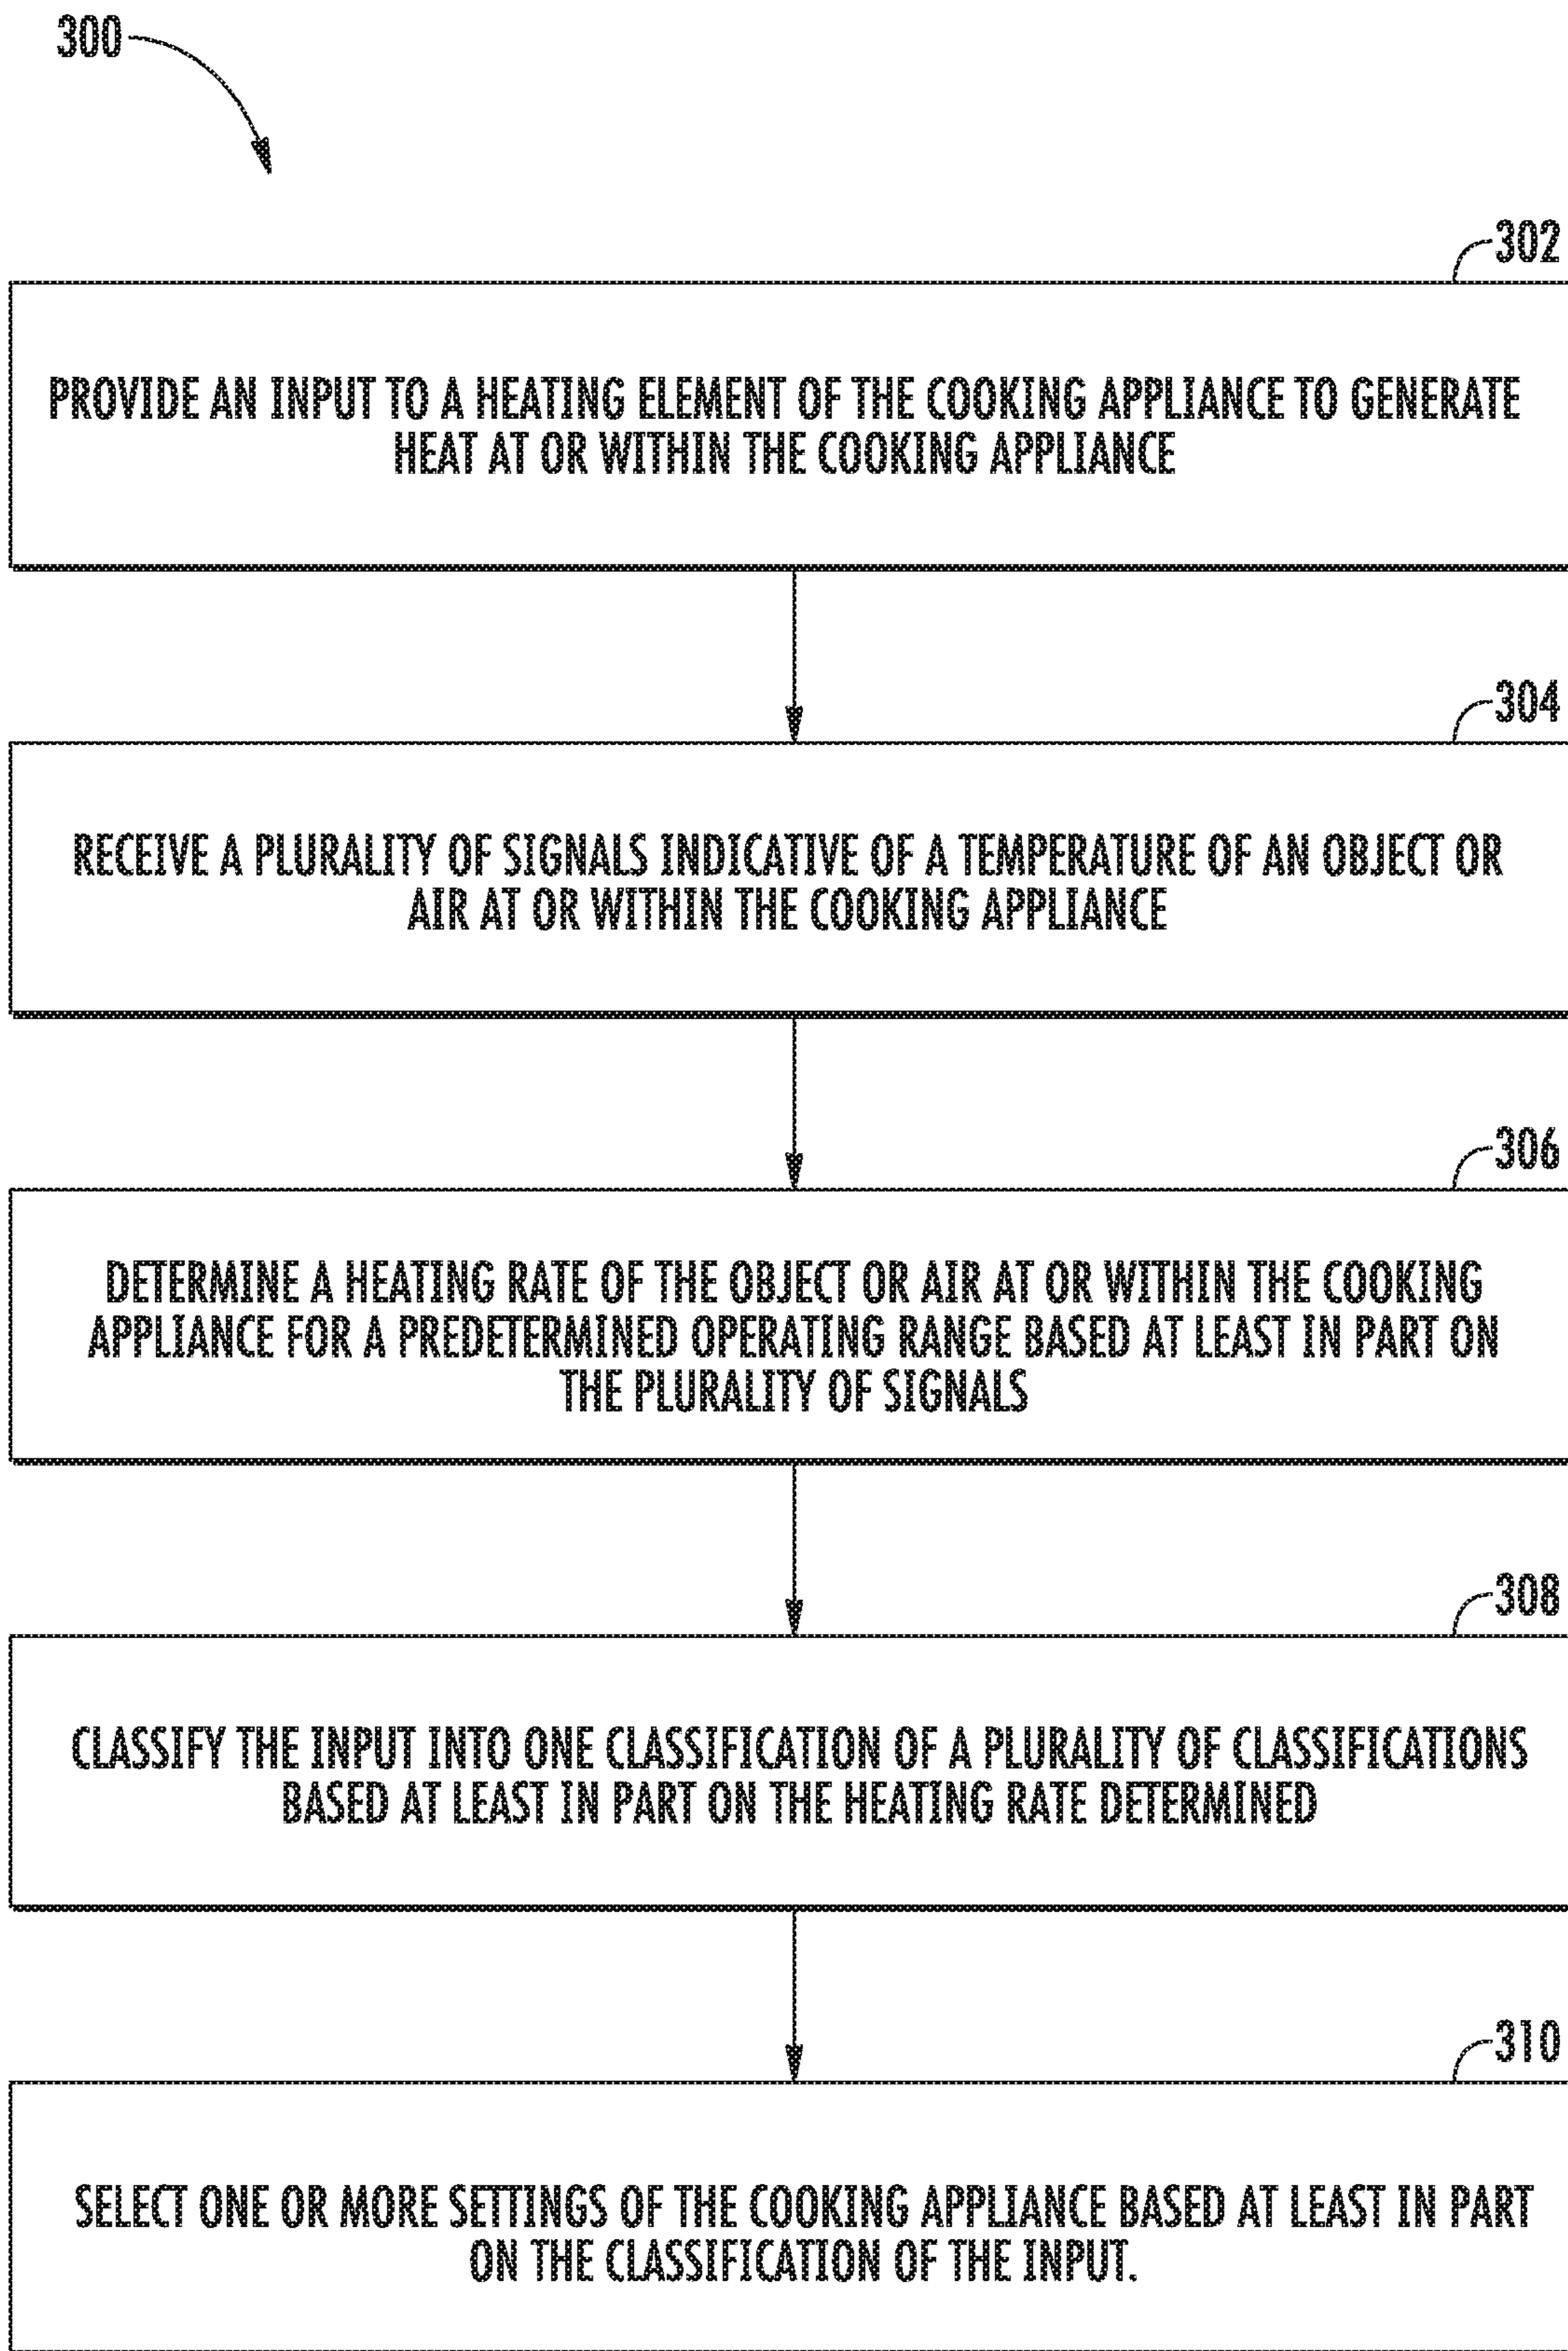 300
302
PROVIDE AN INPUT TO A HEATING ELEMENT OF THE COOKING APPLIANCE TO GENERATE
HEAT AT OR WITHIN THE COOKING APPLIANCE
304
RECEIVE A PLURALITY OF SIGNALS INDICATIVE OF A TEMPERATURE OF AN OBJECT OR
AIR AT OR WITHIN THE COOKING APPLIANCE
306
DETERMINE A HEATING RATE OF THE OBJECT OR AIR AT OR WITHIN THE COOKING
APPLIANCE FOR A PREDETERMINED OPERATING RANGE BASED AT LEAST IN PART ON
THE PLURALITY OF SIGNALS
308
CLASSIFY THE INPUT INTO ONE CLASSIFICATION OF A PLURALITY OF CLASSIFICATIONS
BASED AT LEAST IN PART ON THE HEATING RATE DETERMINED
310
SELECT ONE OR MORE SETTINGS OF THE COOKING APPLIANCE BASED AT LEAST IN PART
ON THE CLASSIFICATION OF THE INPUT.